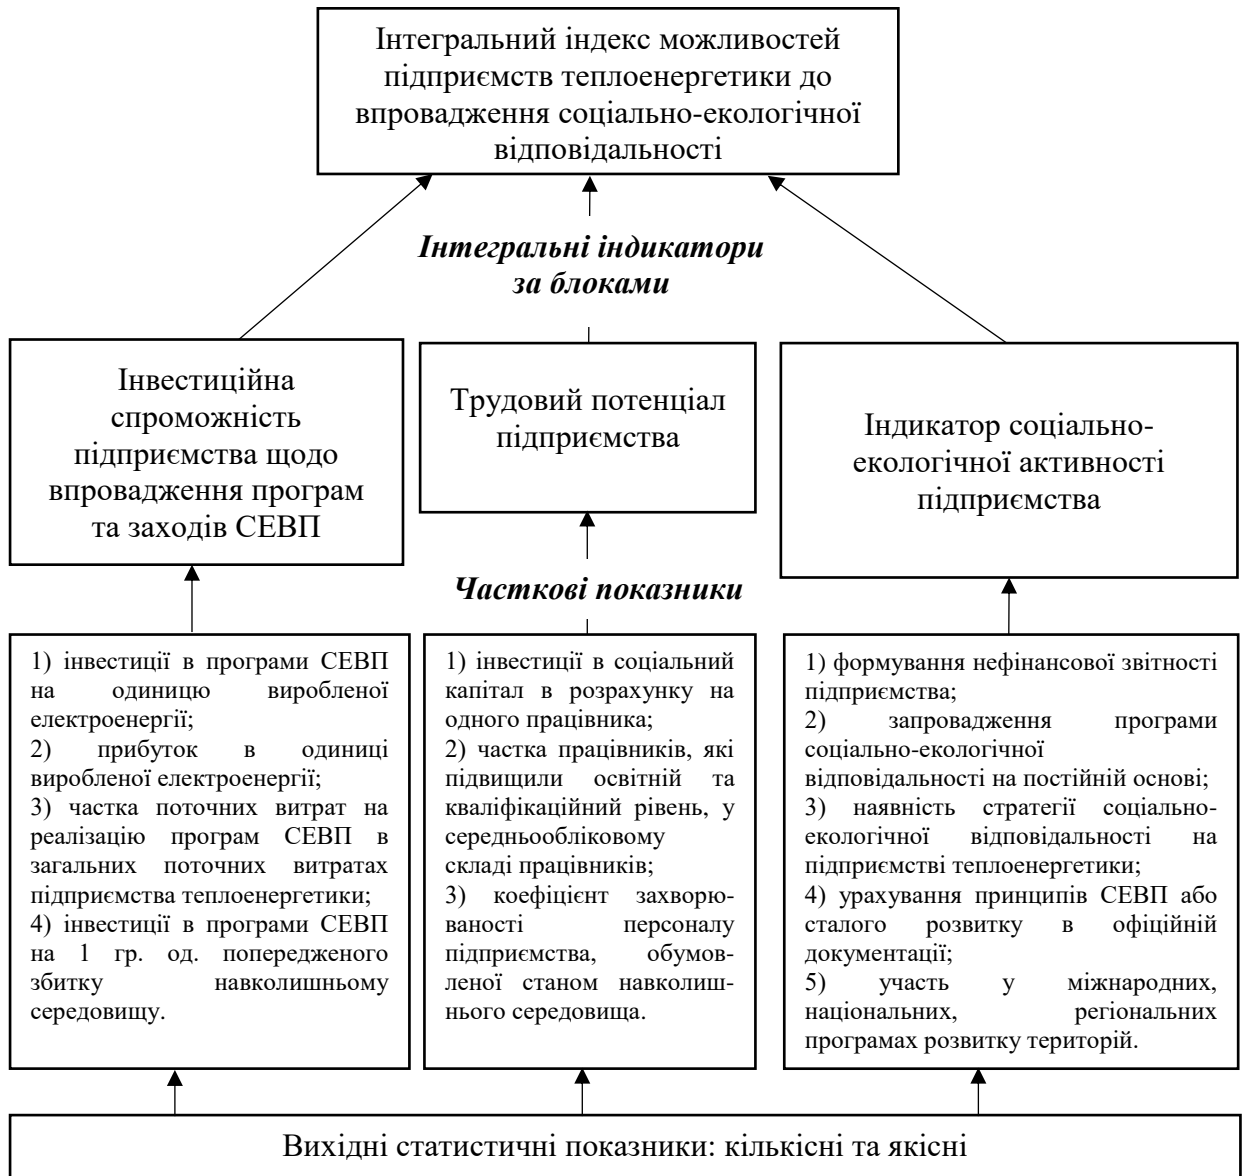 Інтегральний індекс можливостей
підприємств теплоенергетики до
впровадження соціально-екологічної
відповідальності
Інтегральні індикатори
за блоками
Інвестиційна
спроможність
підприємства щодо
впровадження програм
та заходів СЕВП
Трудовий потенціал
підприємства
Індикатор соціально-
екологічної активності
підприємства
Часткові показники
1) інвестиції в програми СЕВП
на одиницю виробленої
електроенергії;
2) прибуток в одиниці
виробленої електроенергії;
3) частка поточних витрат на
реалізацію програм СЕВП в
загальних поточних витратах
підприємства теплоенергетики;
4) інвестиції в програми СЕВП
на 1 гр. од. попередженого
збитку навколишньому
середовищу.
1) інвестиції в соціальний
капітал в розрахунку на
одного працівника;
2) частка працівників, які
підвищили освітній та
кваліфікаційний рівень, у
середньообліковому
складі працівників;
3) коефіцієнт захворю-
ваності персоналу
підприємства, обумов-
леної станом навколиш-
нього середовища.
1) формування нефінансової звітності
підприємства;
2) запровадження програми
соціально-екологічної
відповідальності на постійній основі;
3) наявність стратегії соціально-
екологічної відповідальності на
підприємстві теплоенергетики;
4) урахування принципів СЕВП або
сталого розвитку в офіційній
документації;
5) участь у міжнародних,
національних, регіональних
програмах розвитку територій.
Вихідні статистичні показники: кількісні та якісні